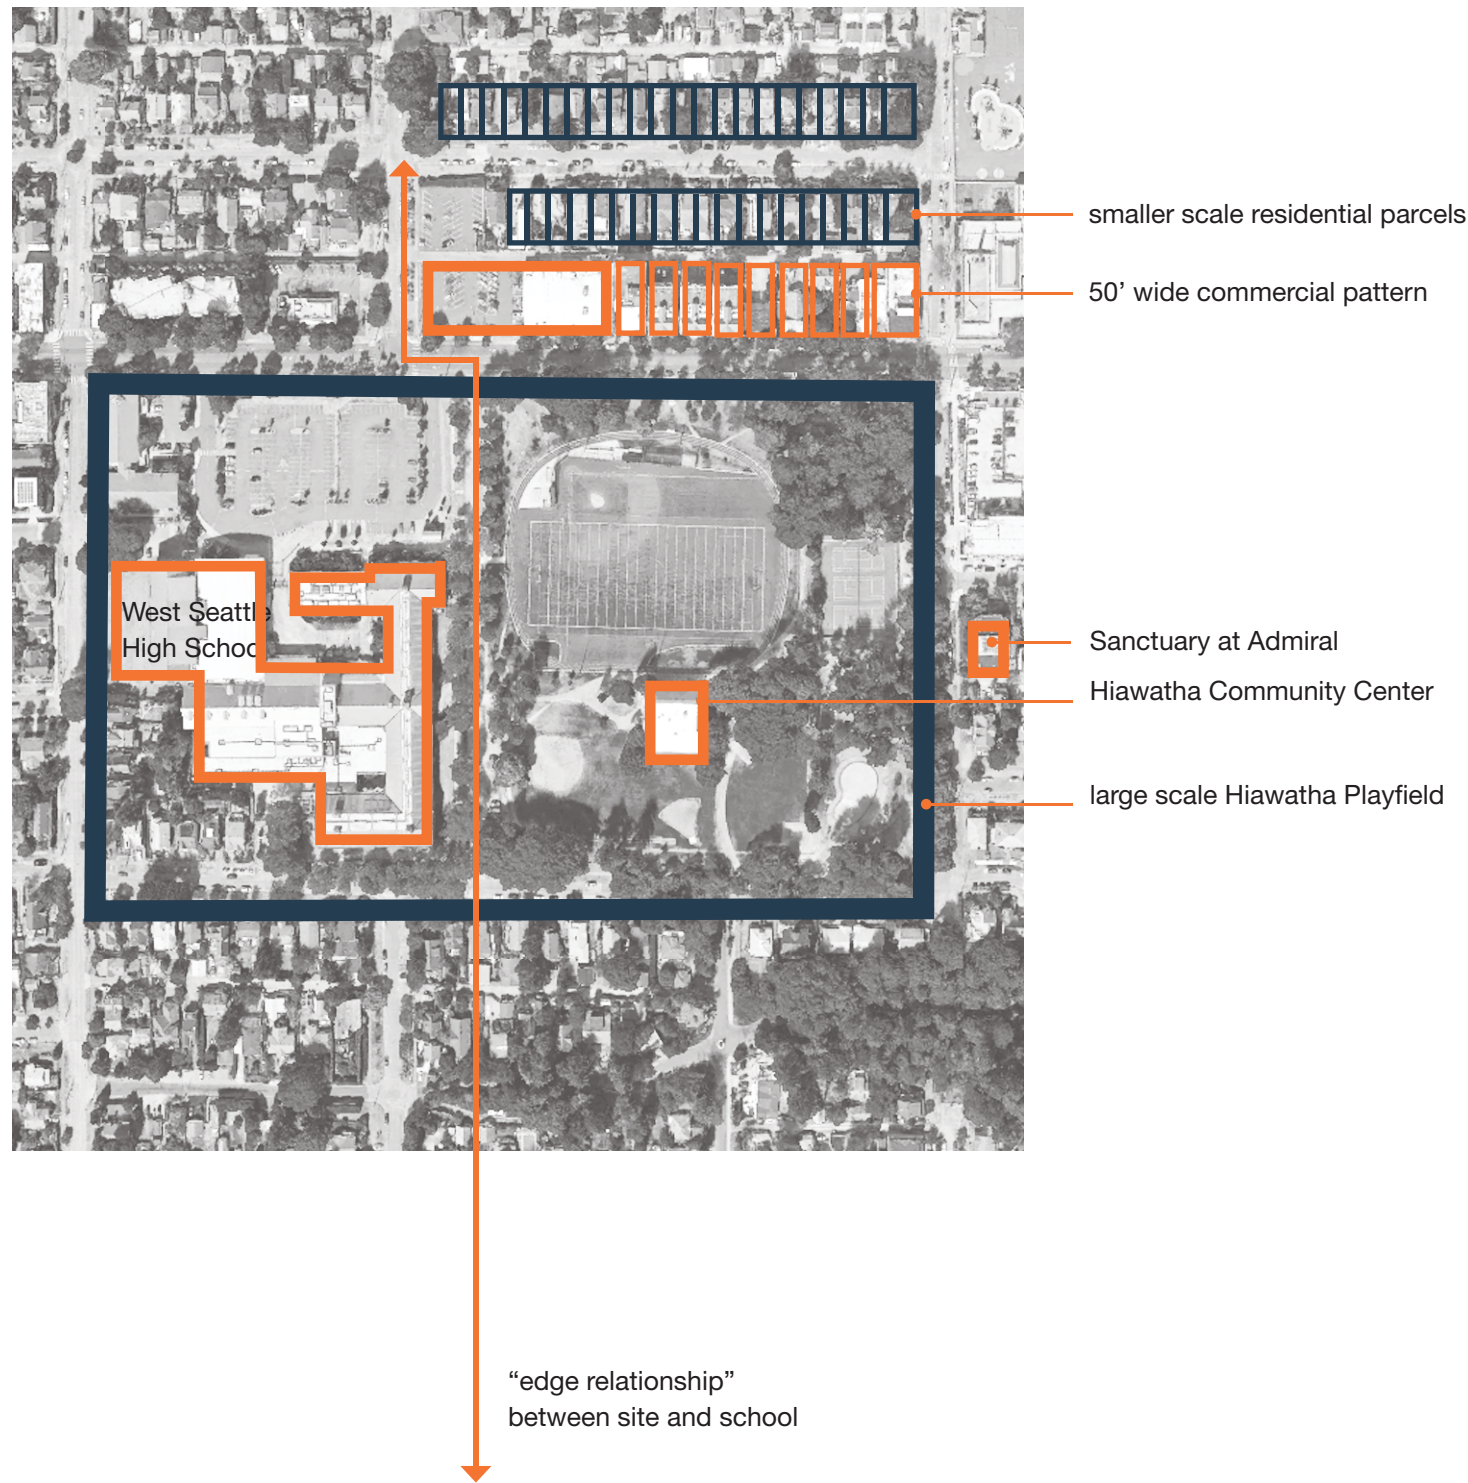 smaller scale residential parcels
50’ wide commercial pattern
West Seattle
High School
Sanctuary at Admiral
Hiawatha Community Center
large scale Hiawatha Playfield
“edge relationship”
between site and school